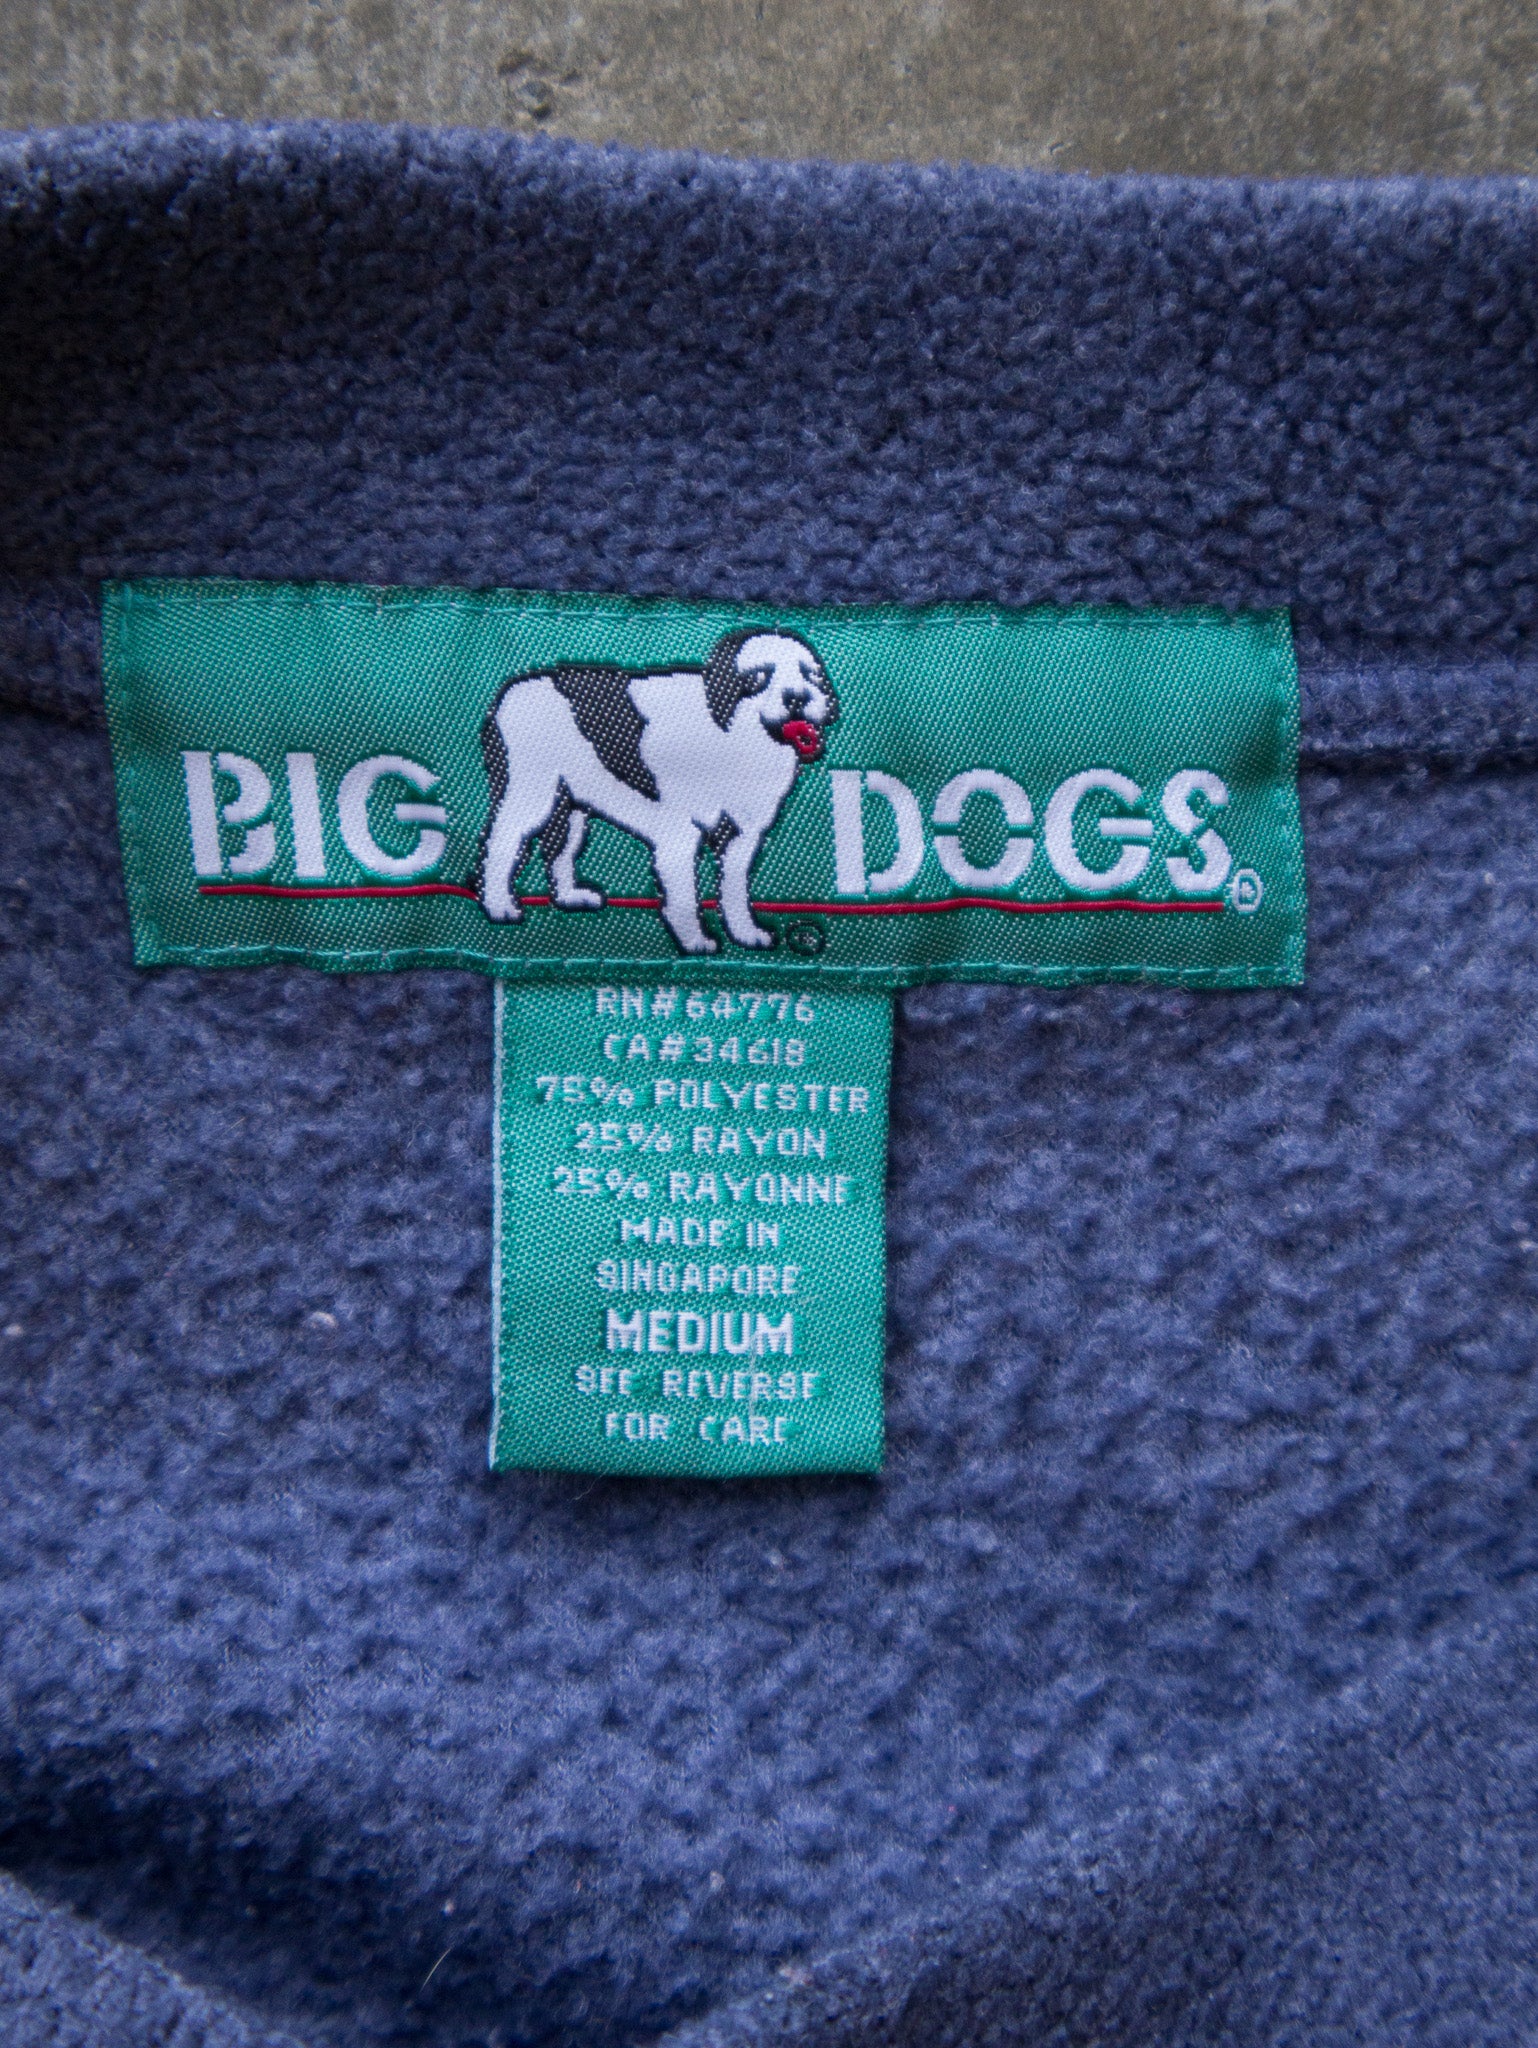 BIG DOGS®
®
RN#64776
CA#34618
75% POLYESTER
25% RAYON
25% RAYONNE
MADE IN
SINGAPORE
MEDIUM
SEE REVERSE
FOR CARE